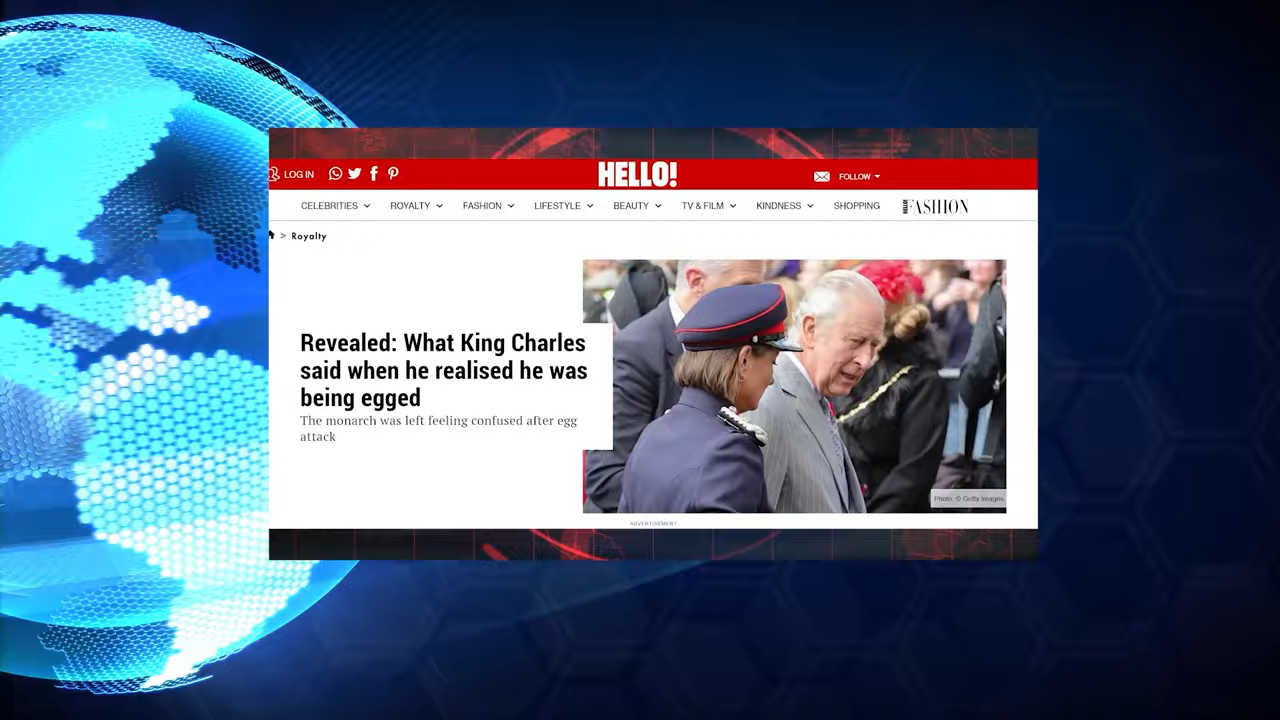 LOG IN
HELLO!
FOLLOW
CELEBRITIES
ROYALTY
FASHION
LIFESTYLE
BEAUTY
TV & FILM
KINDNESS
SHOPPING
HELLO! FASHION
> Royalty
Revealed: What King Charles
said when he realised he was
being egged
The monarch was left feeling confused after egg
attack
Photo: © Getty Images
ADVERTISEMENT